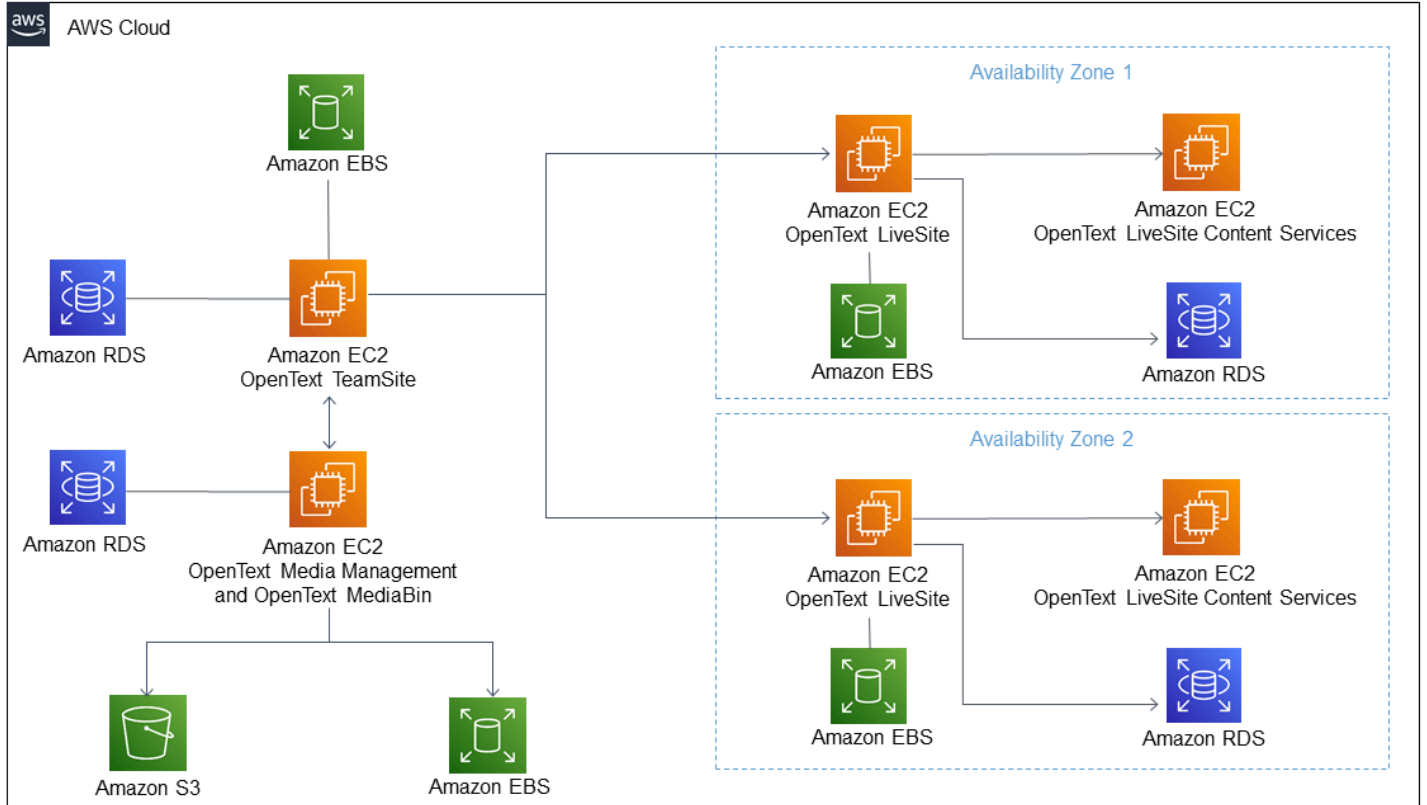 aws
AWS Cloud
Amazon EBS
Amazon RDS
Amazon EC2
OpenText TeamSite
Amazon RDS
Amazon EC2
OpenText Media Management
and OpenText MediaBin
Amazon S3
Amazon EBS
Availability Zone 1
Amazon EC2
OpenText LiveSite
Amazon EC2
OpenText LiveSite Content Services
Amazon EBS
Amazon RDS
Availability Zone 2
Amazon EC2
OpenText LiveSite
Amazon EC2
OpenText LiveSite Content Services
Amazon EBS
Amazon RDS